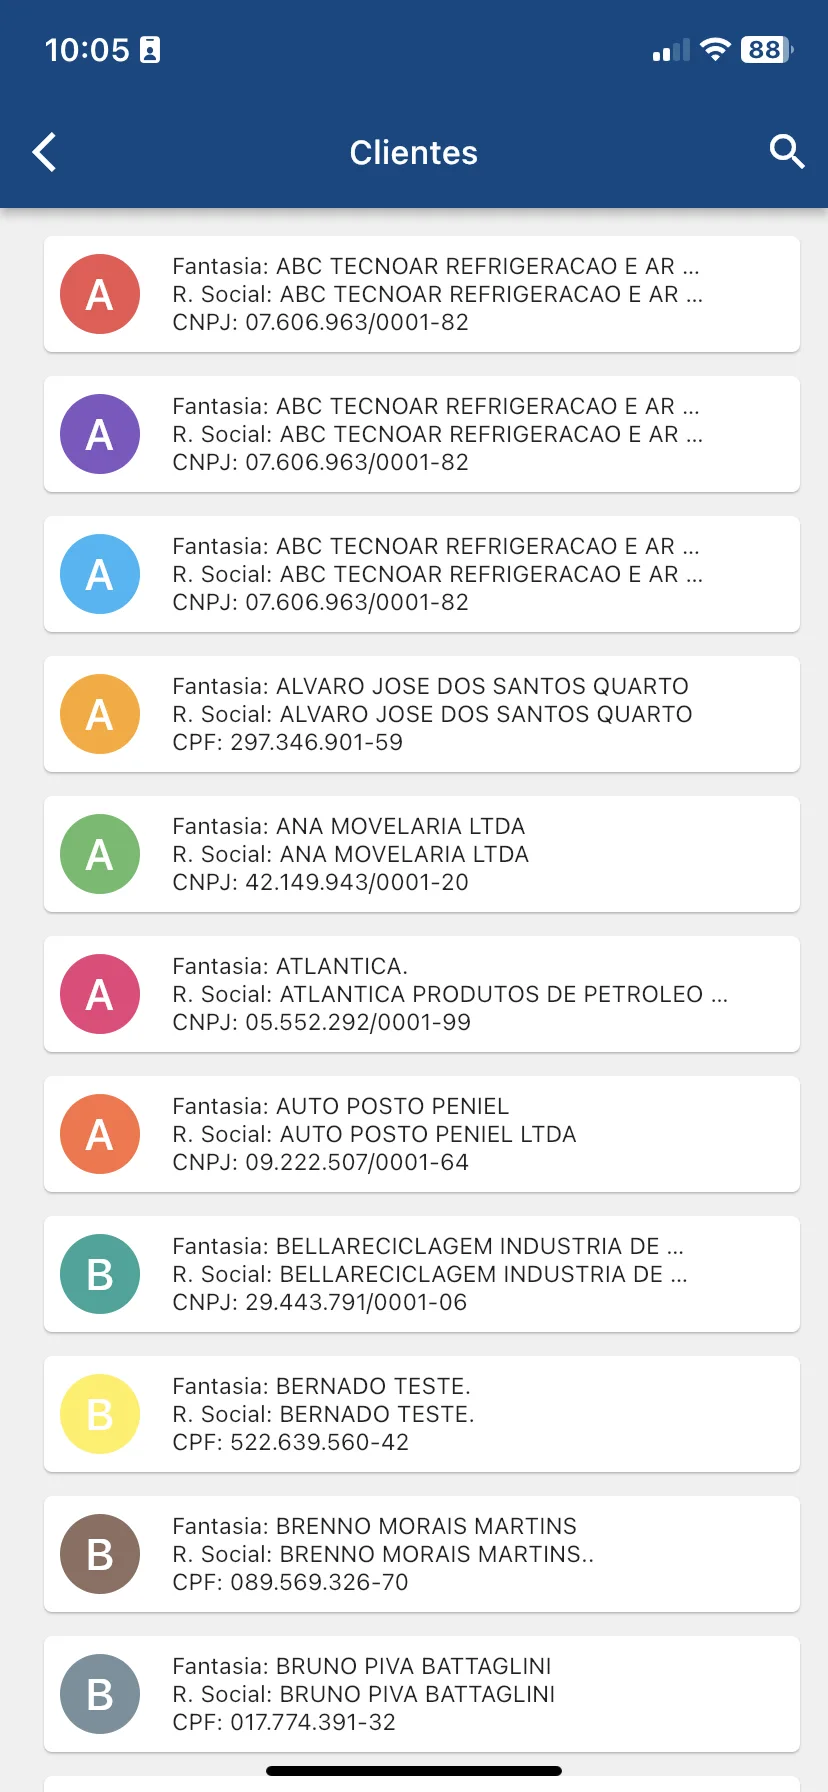 10:05
88
Clientes
A
Fantasia: ABC TECNOAR REFRIGERACAO E AR ...
R. Social: ABC TECNOAR REFRIGERACAO E AR ...
CNPJ: 07.606.963/0001-82
A
Fantasia: ABC TECNOAR REFRIGERACAO E AR ...
R. Social: ABC TECNOAR REFRIGERACAO E AR ...
CNPJ: 07.606.963/0001-82
A
Fantasia: ABC TECNOAR REFRIGERACAO E AR ...
R. Social: ABC TECNOAR REFRIGERACAO E AR ...
CNPJ: 07.606.963/0001-82
A
Fantasia: ALVARO JOSE DOS SANTOS QUARTO
R. Social: ALVARO JOSE DOS SANTOS QUARTO
CPF: 297.346.901-59
A
Fantasia: ANA MOVELARIA LTDA
R. Social: ANA MOVELARIA LTDA
CNPJ: 42.149.943/0001-20
A
Fantasia: ATLANTICA.
R. Social: ATLANTICA PRODUTOS DE PETROLEO ...
CNPJ: 05.552.292/0001-99
A
Fantasia: AUTO POSTO PENIEL
R. Social: AUTO POSTO PENIEL LTDA
CNPJ: 09.222.507/0001-64
B
Fantasia: BELLARECICLAGEM INDUSTRIA DE ...
R. Social: BELLARECICLAGEM INDUSTRIA DE ...
CNPJ: 29.443.791/0001-06
B
Fantasia: BERNADO TESTE.
R. Social: BERNADO TESTE.
CPF: 522.639.560-42
B
Fantasia: BRENNO MORAIS MARTINS
R. Social: BRENNO MORAIS MARTINS..
CPF: 089.569.326-70
B
Fantasia: BRUNO PIVA BATTAGLINI
R. Social: BRUNO PIVA BATTAGLINI
CPF: 017.774.391-32